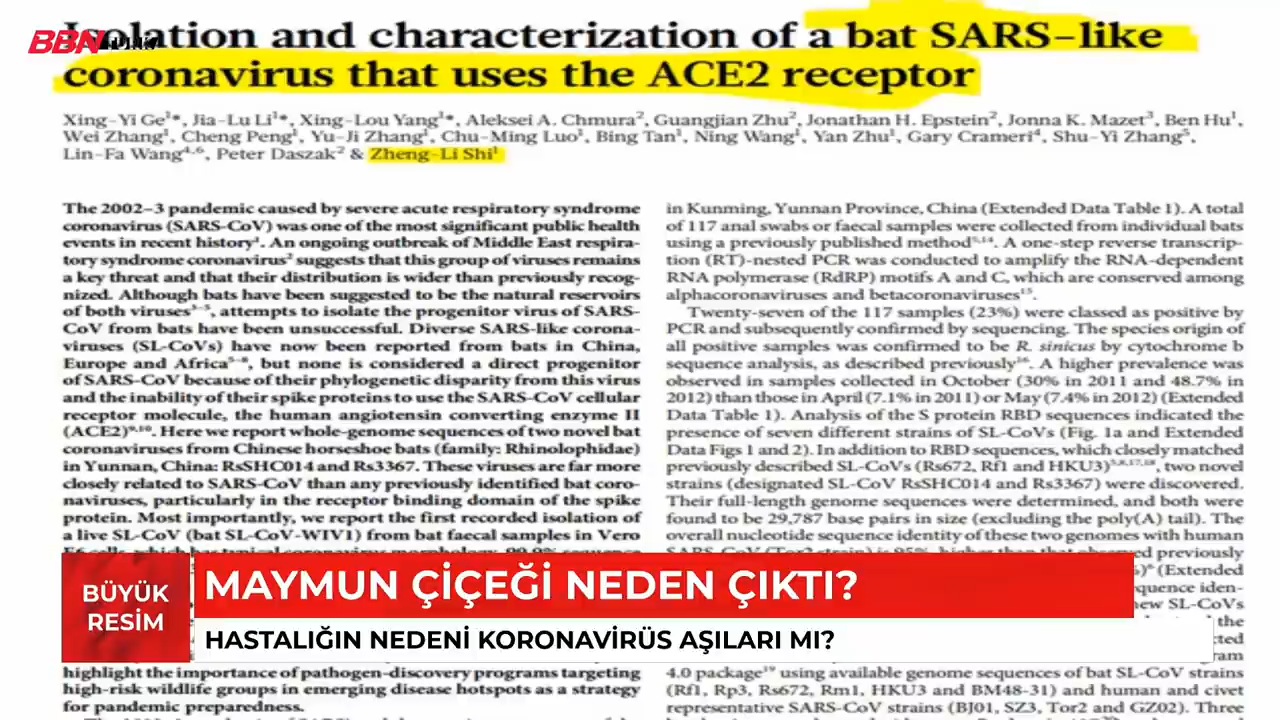 BBN TÜRK
Isolation and characterization of a bat SARS-like
coronavirus that uses the ACE2 receptor
Xing-Yi Ge1*, Jia-Lu Li1*, Xing-Lou Yang1*, Aleksei A. Chmura2, Guangjian Zhu2, Jonathan H. Epstein2, Jonna K. Mazet3, Ben Hu1,
Wei Zhang1, Cheng Peng1, Yu-Ji Zhang1, Chu-Ming Luo1, Bing Tan1, Ning Wang1, Yan Zhu1, Gary Crameri4, Shu-Yi Zhang5,
Lin-Fa Wang4,6, Peter Daszak2 & Zheng-Li Shi1
The 2002–3 pandemic caused by severe acute respiratory syndrome
coronavirus (SARS-CoV) was one of the most significant public health
events in recent history1. An ongoing outbreak of Middle East respira-
tory syndrome coronavirus2 suggests that this group of viruses remains
a key threat and that their distribution is wider than previously recog-
nized. Although bats have been suggested to be the natural reservoirs
of both viruses3–5, attempts to isolate the progenitor virus of SARS-
CoV from bats have been unsuccessful. Diverse SARS-like corona-
viruses (SL-CoVs) have now been reported from bats in China,
Europe and Africa5–8, but none is considered a direct progenitor
of SARS-CoV because of their phylogenetic disparity from this virus
and the inability of their spike proteins to use the SARS-CoV cellular
receptor molecule, the human angiotensin converting enzyme II
(ACE2)9,10. Here we report whole-genome sequences of two novel bat
coronaviruses from Chinese horseshoe bats (family: Rhinolophidae)
in Yunnan, China: RsSHC014 and Rs3367. These viruses are far more
closely related to SARS-CoV than any previously identified bat coro-
naviruses, particularly in the receptor binding domain of the spike
protein. Most importantly, we report the first recorded isolation of
a live SL-CoV (bat SL-CoV-WIV1) from bat faecal samples in Vero
highlight the importance of pathogen-discovery programs targeting
high-risk wildlife groups in emerging disease hotspots as a strategy
for pandemic preparedness.
in Kunming, Yunnan Province, China (Extended Data Table 1). A total
of 117 anal swabs or faecal samples were collected from individual bats
using a previously published method5,14. A one-step reverse transcrip-
tion (RT)-nested PCR was conducted to amplify the RNA-dependent
RNA polymerase (RdRP) motifs A and C, which are conserved among
alphacoronaviruses and betacoronaviruses15.
Twenty-seven of the 117 samples (23%) were classed as positive by
PCR and subsequently confirmed by sequencing. The species origin of
all positive samples was confirmed to be R. sinicus by cytochrome b
sequence analysis, as described previously16. A higher prevalence was
observed in samples collected in October (30% in 2011 and 48.7% in
2012) than those in April (7.1% in 2011) or May (7.4% in 2012) (Extended
Data Table 1). Analysis of the S protein RBD sequences indicated the
presence of seven different strains of SL-CoVs (Fig. 1a and Extended
Data Figs 1 and 2). In addition to RBD sequences, which closely matched
previously described SL-CoVs (Rs672, Rf1 and HKU3)5,8,17,18, two novel
strains (designated SL-CoV RsSHC014 and Rs3367) were discovered.
Their full-length genome sequences were determined, and both were
found to be 29,787 base pairs in size (excluding the poly(A) tail). The
overall nucleotide sequence identity of these two genomes with human
previously
(Extended
4.0 package19 using available genome sequences of bat SL-CoV strains
(Rf1, Rp3, Rs672, Rm1, HKU3 and BM48-31) and human and civet
representative SARS-CoV strains (BJ01, SZ3, Tor2 and GZ02). Three
BÜYÜK
RESİM
MAYMUN ÇİÇEĞİ NEDEN ÇIKTI?
HASTALIĞIN NEDENİ KORONAVİRÜS AŞILARI MI?